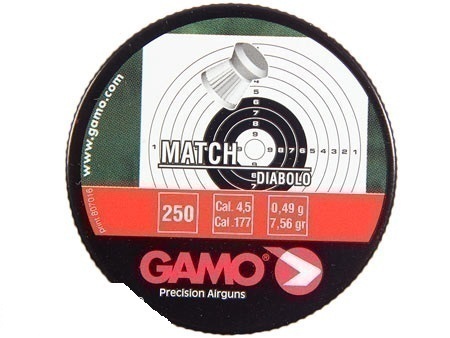 www.gamo.com
MATCH
DIABOLO
250
Cal. 4,5
Cal .177
0,49 g
7,56 gr
GAMO®
Precision Airguns